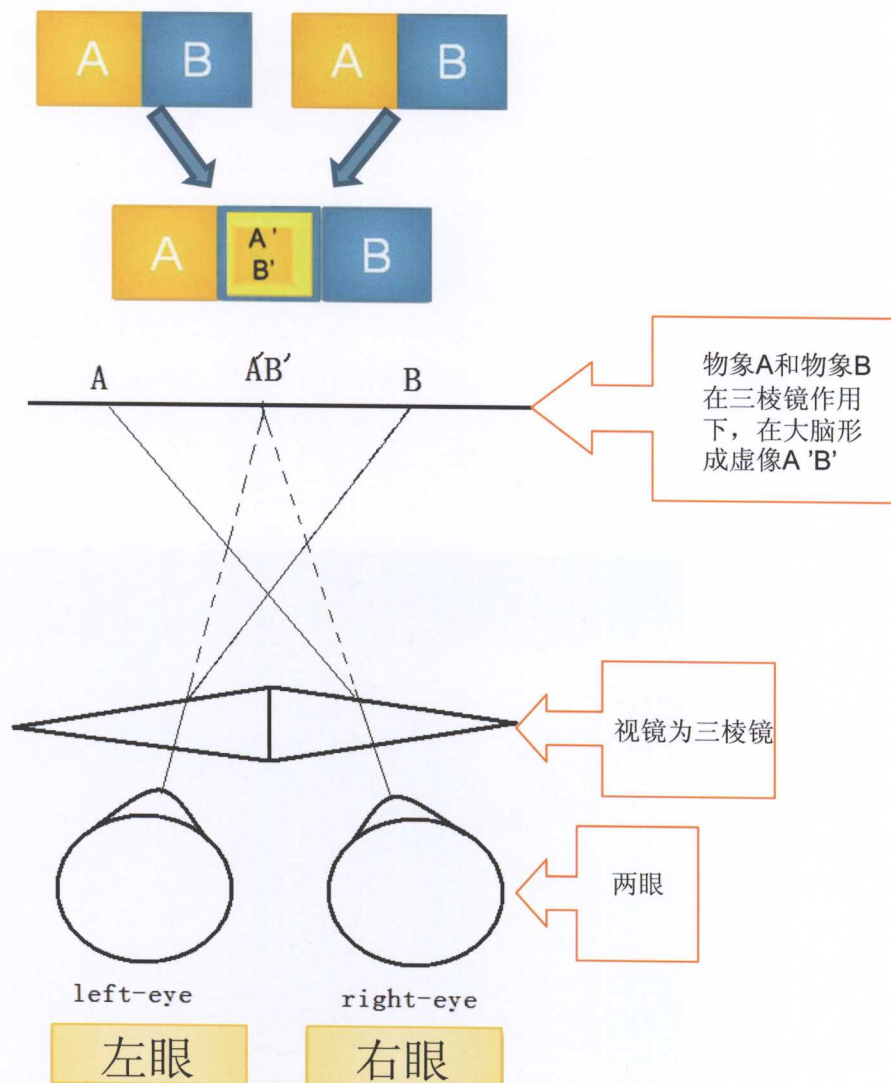 A B A B
A A' B
B'
A A'B' B
物象A和物象B
在三棱镜作用
下，在大脑形
成虚像A 'B'
视镜为三棱镜
两眼
left-eye right-eye
左眼 右眼